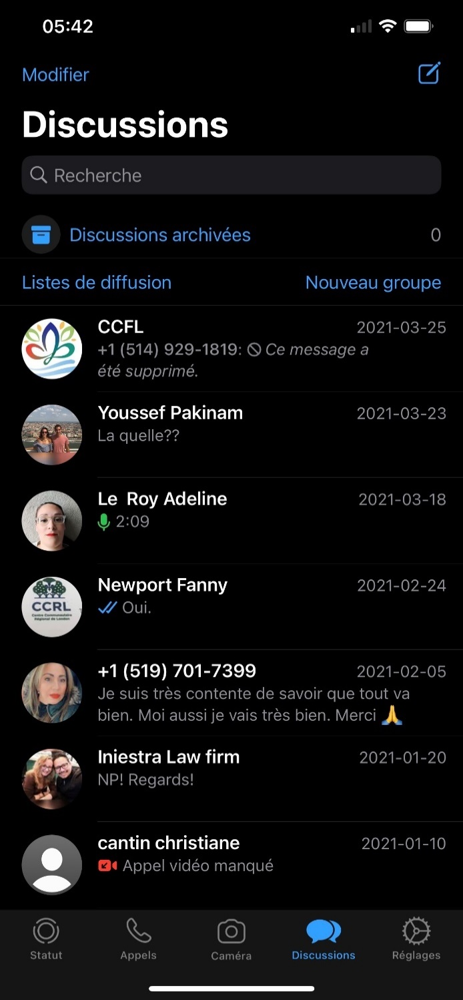 05:42
Modifier
Discussions
Recherche
Discussions archivées 0
Listes de diffusion Nouveau groupe
CCFL 2021-03-25
+1 (514) 929-1819: 🚫 Ce message a
été supprimé.
Youssef Pakinam 2021-03-23
La quelle??
Le  Roy Adeline 2021-03-18
2:09
Newport Fanny 2021-02-24
Oui.
CCRL
Centre Communautaire
Régional de London
+1 (519) 701-7399 2021-02-05
Je suis très contente de savoir que tout va
bien. Moi aussi je vais très bien. Merci 🙏
Iniestra Law firm 2021-01-20
NP! Regards!
cantin christiane 2021-01-10
Appel vidéo manqué
Statut Appels Caméra Discussions Réglages